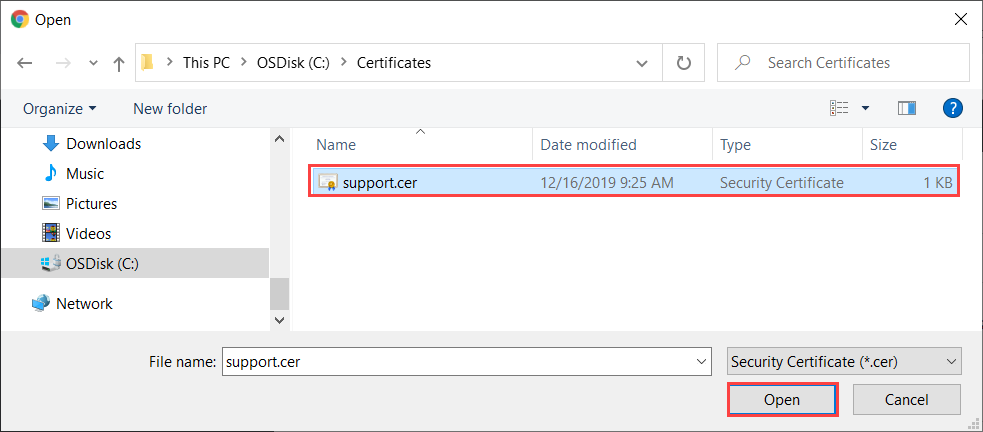 Open
This PC > OSDisk (C:) > Certificates
Search Certificates
Organize
New folder
?
Downloads
Music
Pictures
Videos
OSDisk (C:)
Network
Name Date modified Type Size
support.cer 12/16/2019 9:25 AM Security Certificate 1 KB
File name: support.cer
Security Certificate (*.cer)
Open
Cancel